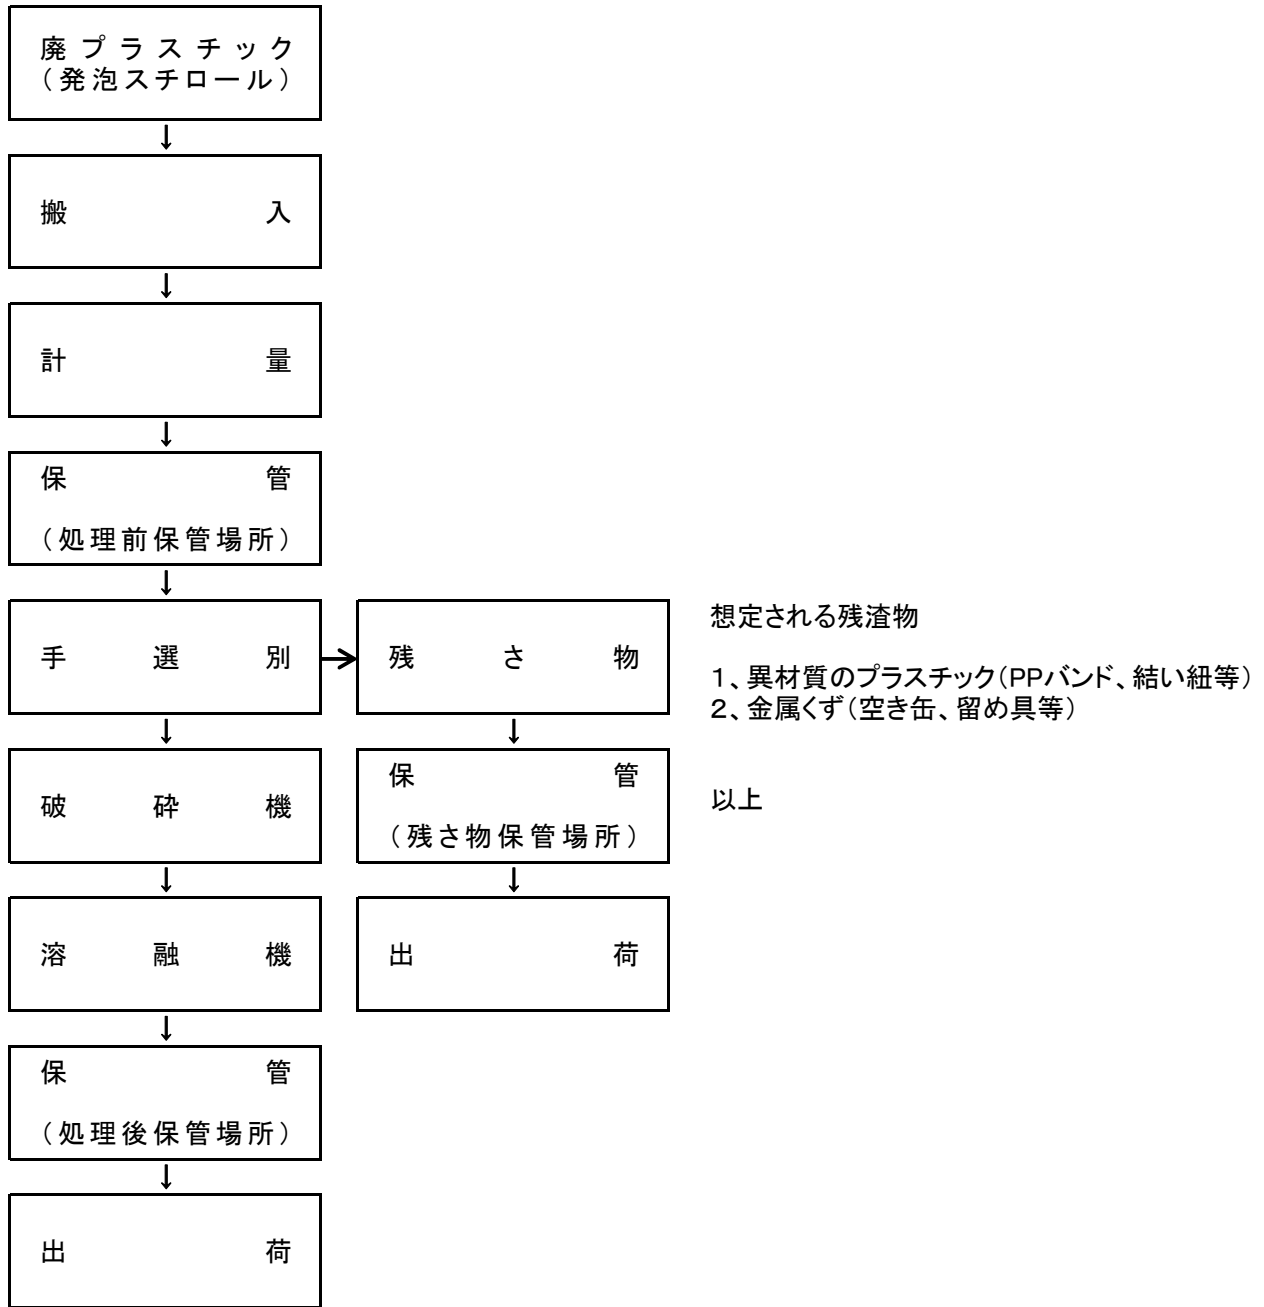 廃プラスチック
（発泡スチロール）
↓
搬入
↓
計量
↓
保管
（処理前保管場所）
↓
手選別
↓
破砕機
↓
溶融機
↓
保管
（処理後保管場所）
↓
出荷
→
残さ物
↓
保管
（残さ物保管場所）
↓
出荷
想定される残渣物
１、異材質のプラスチック（PPバンド、結い紐等）
２、金属くず（空き缶、留め具等）
以上